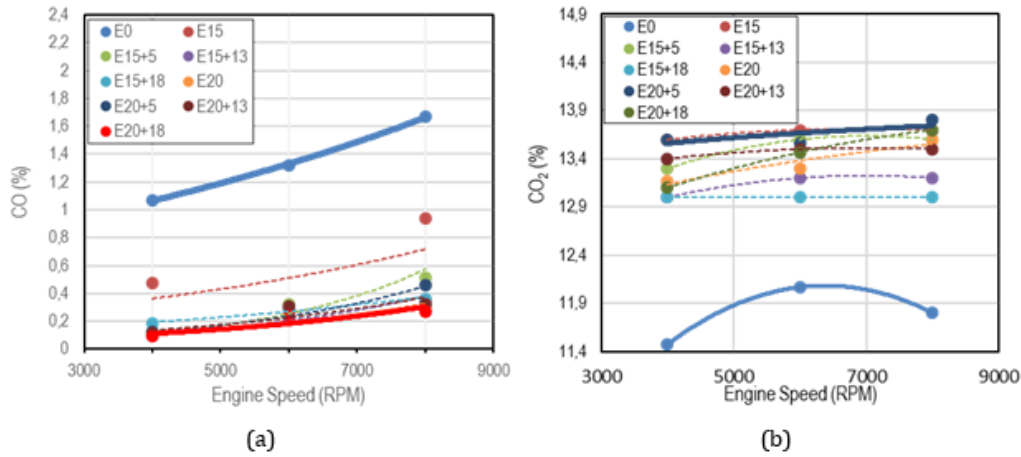 2,4
2,2
2
1,8
1,6
1,4
1,2
1
0,8
0,6
0,4
0,2
0
CO (%)
E0 E15
E15+5 E15+13
E15+18 E20
E20+5 E20+13
E20+18
3000 5000 7000 9000
Engine Speed (RPM)
(a)
14,9
14,4
13,9
13,4
12,9
12,4
11,9
11,4
CO₂ (%)
E0 E15
E15+5 E15+13
E15+18 E20
E20+5 E20+13
E20+18
3000 5000 7000 9000
Engine Speed (RPM)
(b)